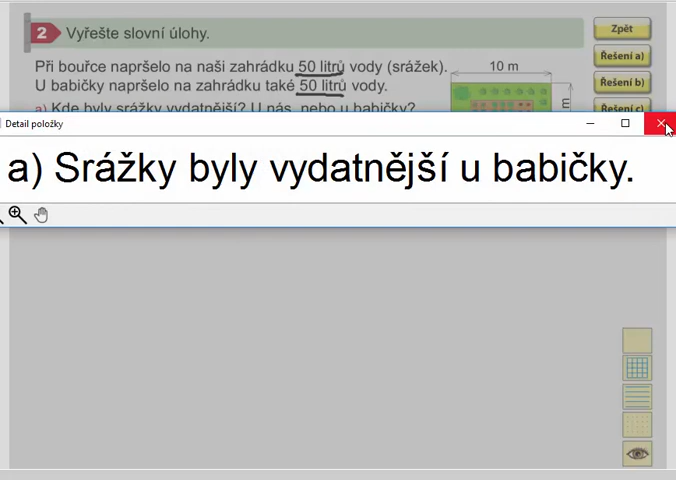 2 Vyřešte slovní úlohy.
Zpět
Při bouřce napršelo na naši zahrádku 50 litrů vody (srážek).
10 m
Řešení a)
U babičky napršelo na zahrádku také 50 litrů vody.
Řešení b)
a) Kde byly srážky vydatnější? U nás, nebo u babičky?
m
Řešení c)
Detail položky
a) Srážky byly vydatnější u babičky.